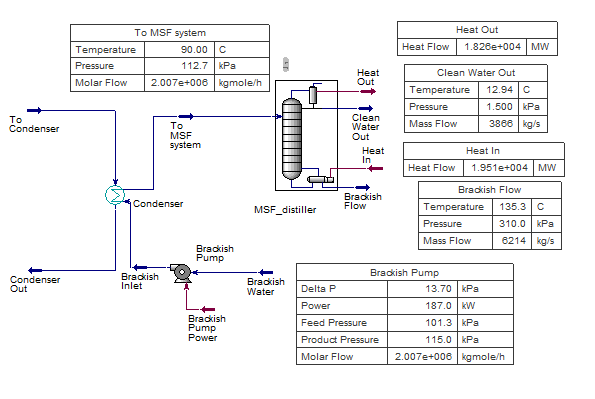 To MSF system
Temperature 90.00 C
Pressure 112.7 kPa
Molar Flow 2.007e+006 kgmole/h
Heat Out
Heat Flow 1.826e+004 MW
Clean Water Out
Temperature 12.94 C
Pressure 1.500 kPa
Mass Flow 3866 kg/s
Heat In
Heat Flow 1.951e+004 MW
Brackish Flow
Temperature 135.3 C
Pressure 310.0 kPa
Mass Flow 6214 kg/s
Brackish Pump
Delta P 13.70 kPa
Power 187.0 kW
Feed Pressure 101.3 kPa
Product Pressure 115.0 kPa
Molar Flow 2.007e+006 kgmole/h
To
Condenser
To
MSF
system
Heat
Out
Clean
Water
Out
Heat
In
Brackish
Flow
MSF_distiller
Condenser
Condenser
Out
Brackish
Inlet
Brackish
Pump
Brackish
Water
Brackish
Pump
Power